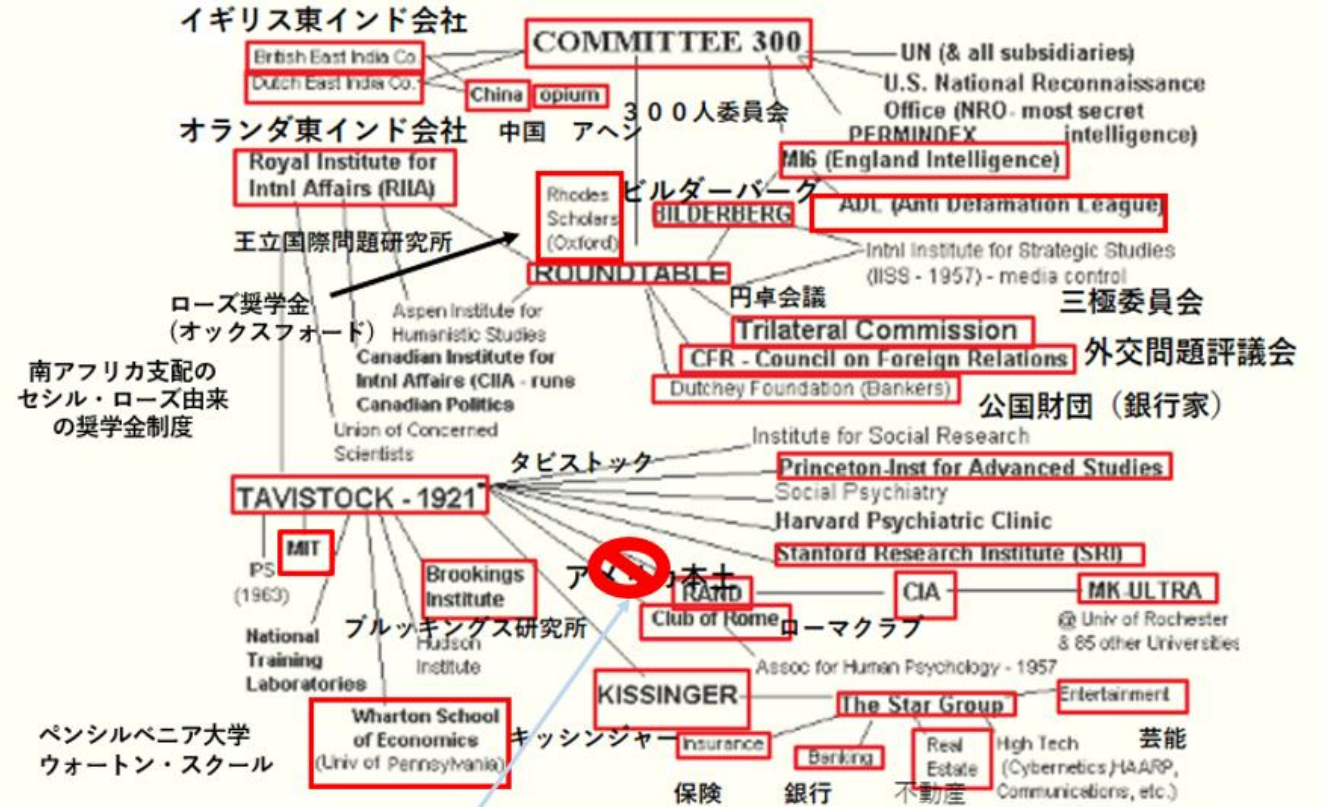 イギリス東インド会社
British East India Co.
Dutch East India Co.
China opium
COMMITTEE 300
UN (& all subsidiaries)
U.S. National Reconnaissance
Office (NRO- most secret
intelligence)
PERMINDEX
３００人委員会
オランダ東インド会社
中国 アヘン
MI6 (England Intelligence)
Royal Institute for
Intnl Affairs (RIIA)
Rhodes
Scholars
(Oxford)
ビルダーバーグ
BILDERBERG
ADL (Anti Defamation League)
王立国際問題研究所
Intnl Institute for Strategic Studies
(IISS - 1957) - media control
ROUNDTABLE
円卓会議
三極委員会
ローズ奨学金
(オックスフォード)
Aspen Institute for
Humanistic Studies
Trilateral Commission
Canadian Institute for
Intnl Affairs (CIIA - runs
Canadian Politics
CFR - Council on Foreign Relations
外交問題評議会
南アフリカ支配の
セシル・ローズ由来
の奨学金制度
Dutchey Foundation (Bankers)
公国財団（銀行家）
Union of Concerned
Scientists
タビストック
Institute for Social Research
Princeton-Inst for Advanced Studies
Social Psychiatry
Harvard Psychiatric Clinic
Stanford Research Institute (SRI)
TAVISTOCK - 1921
MIT
IPS
(1963)
Brookings
Institute
RAND
CIA
MK-ULTRA
@ Univ of Rochester
& 85 other Universities
Club of Rome
ローマクラブ
National
Training
Laboratories
ブルッキングス研究所
Hudson
Institute
Assoc for Human Psychology - 1957
KISSINGER
キッシンジャー
The Star Group
Entertainment
芸能
ペンシルベニア大学
ウォートン・スクール
Wharton School
of Economics
(Univ of Pennsylvania)
Insurance
Banking
Real
Estate
High Tech
(Cybernetics,HAARP,
Communications, etc.)
保険
銀行
不動産